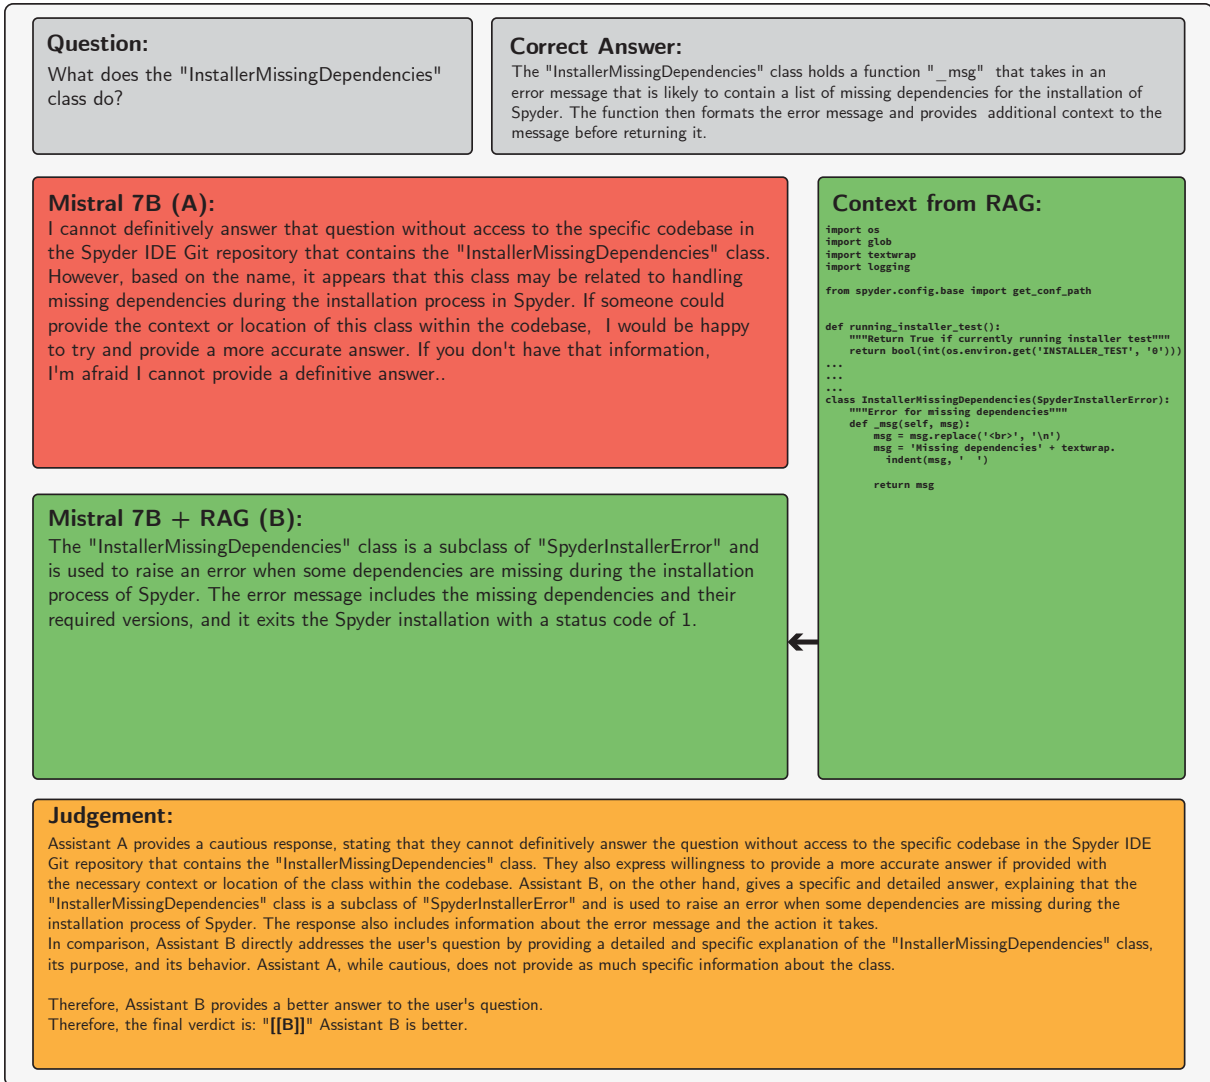 Question:
What does the "InstallerMissingDependencies"
class do?
Correct Answer:
The "InstallerMissingDependencies" class holds a function "_msg"  that takes in an
error message that is likely to contain a list of missing dependencies for the installation of
Spyder. The function then formats the error message and provides  additional context to the
message before returning it.
Mistral 7B (A):
I cannot definitively answer that question without access to the specific codebase in
the Spyder IDE Git repository that contains the "InstallerMissingDependencies" class.
However, based on the name, it appears that this class may be related to handling
missing dependencies during the installation process in Spyder. If someone could
provide the context or location of this class within the codebase,  I would be happy
to try and provide a more accurate answer. If you don't have that information,
I'm afraid I cannot provide a definitive answer..
Context from RAG:
import os
import glob
import textwrap
import logging
from spyder.config.base import get_conf_path
def running_installer_test():
    """Return True if currently running installer test"""
    return bool(int(os.environ.get('INSTALLER_TEST', '0')))
...
...
...
class InstallerMissingDependencies(SpyderInstallerError):
    """Error for missing dependencies"""
    def _msg(self, msg):
        msg = msg.replace('<br>', '\n')
        msg = 'Missing dependencies' + textwrap.
          indent(msg, '  ')
        return msg
Mistral 7B + RAG (B):
The "InstallerMissingDependencies" class is a subclass of "SpyderInstallerError" and
is used to raise an error when some dependencies are missing during the installation
process of Spyder. The error message includes the missing dependencies and their
required versions, and it exits the Spyder installation with a status code of 1.
Judgement:
Assistant A provides a cautious response, stating that they cannot definitively answer the question without access to the specific codebase in the Spyder IDE
Git repository that contains the "InstallerMissingDependencies" class. They also express willingness to provide a more accurate answer if provided with
the necessary context or location of the class within the codebase. Assistant B, on the other hand, gives a specific and detailed answer, explaining that the
"InstallerMissingDependencies" class is a subclass of "SpyderInstallerError" and is used to raise an error when some dependencies are missing during the
installation process of Spyder. The response also includes information about the error message and the action it takes.
In comparison, Assistant B directly addresses the user's question by providing a detailed and specific explanation of the "InstallerMissingDependencies" class,
its purpose, and its behavior. Assistant A, while cautious, does not provide as much specific information about the class.
Therefore, Assistant B provides a better answer to the user's question.
Therefore, the final verdict is: "[[B]]" Assistant B is better.